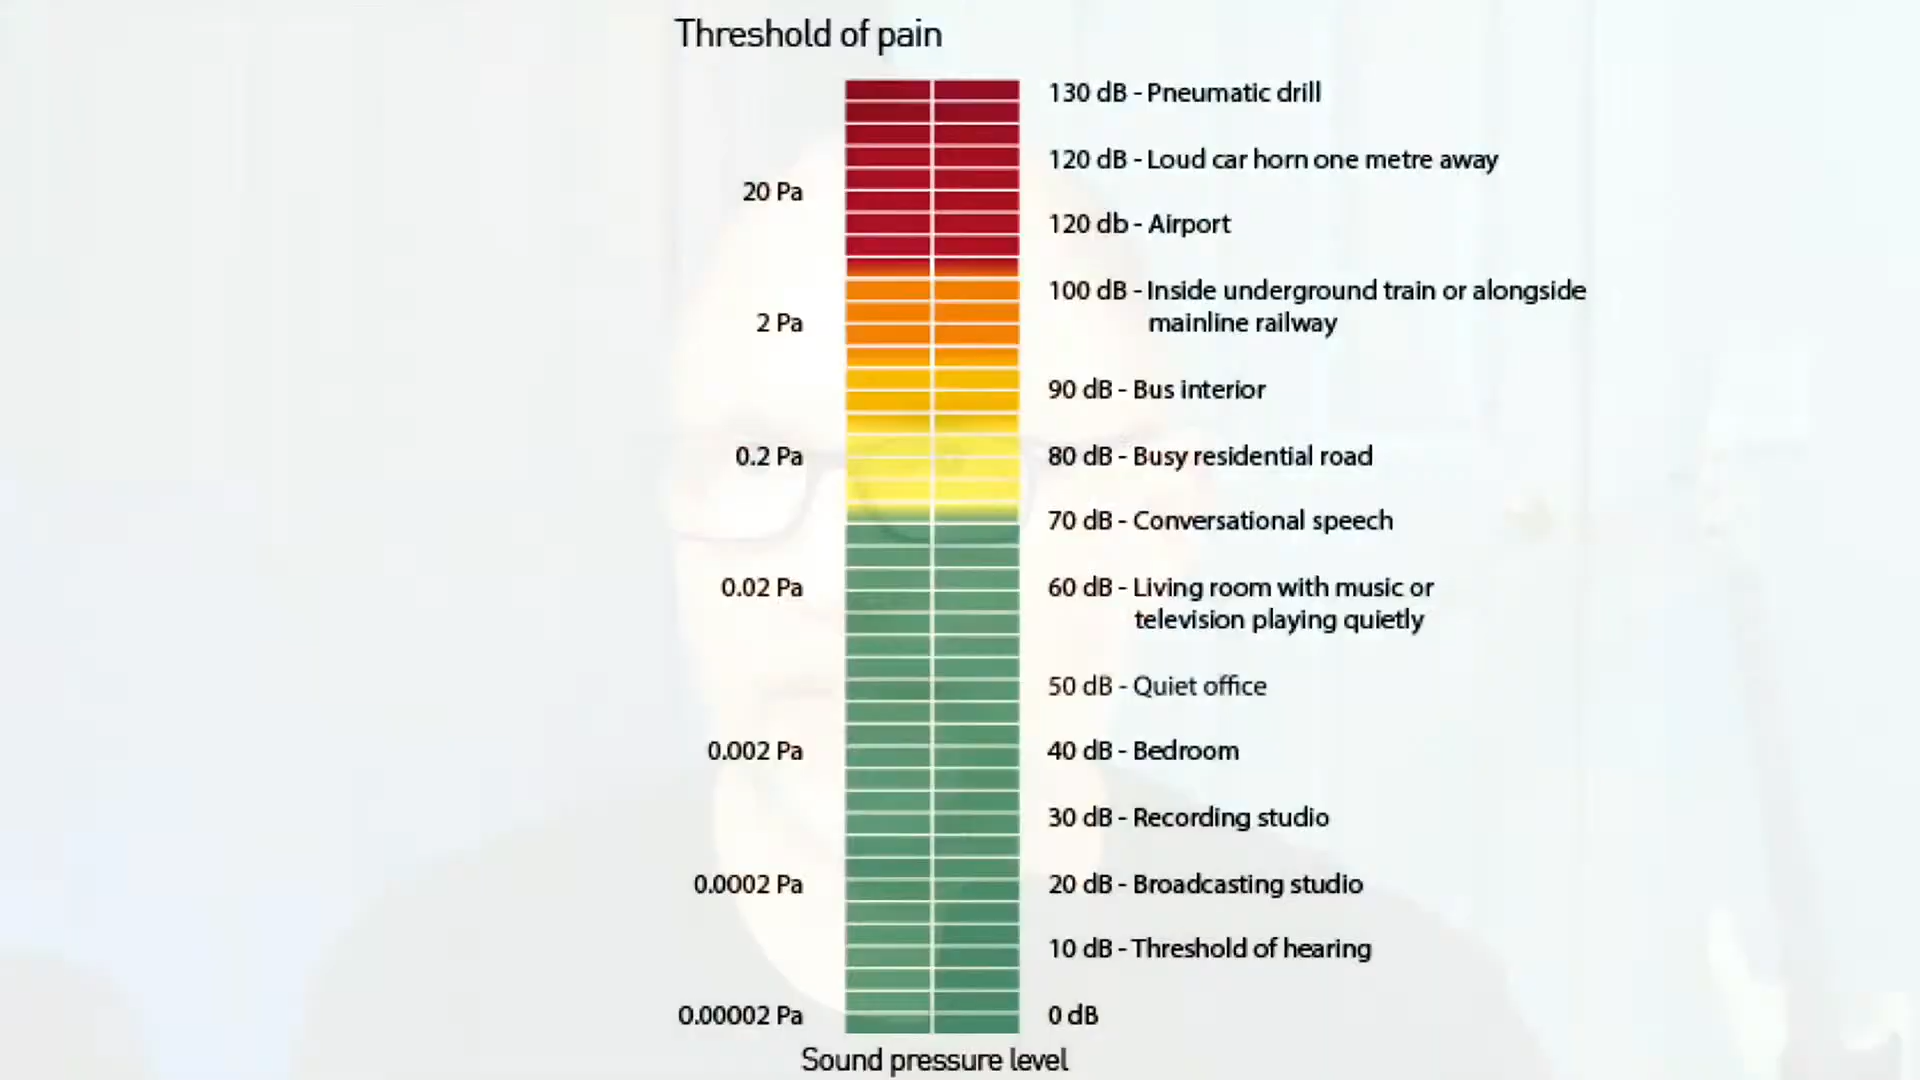 Threshold of pain
130 dB - Pneumatic drill
120 dB - Loud car horn one metre away
20 Pa
120 db - Airport
100 dB - Inside underground train or alongside
mainline railway
2 Pa
90 dB - Bus interior
0.2 Pa
80 dB - Busy residential road
70 dB - Conversational speech
0.02 Pa
60 dB - Living room with music or
television playing quietly
50 dB - Quiet office
0.002 Pa
40 dB - Bedroom
30 dB - Recording studio
0.0002 Pa
20 dB - Broadcasting studio
10 dB - Threshold of hearing
0.00002 Pa
0 dB
Sound pressure level